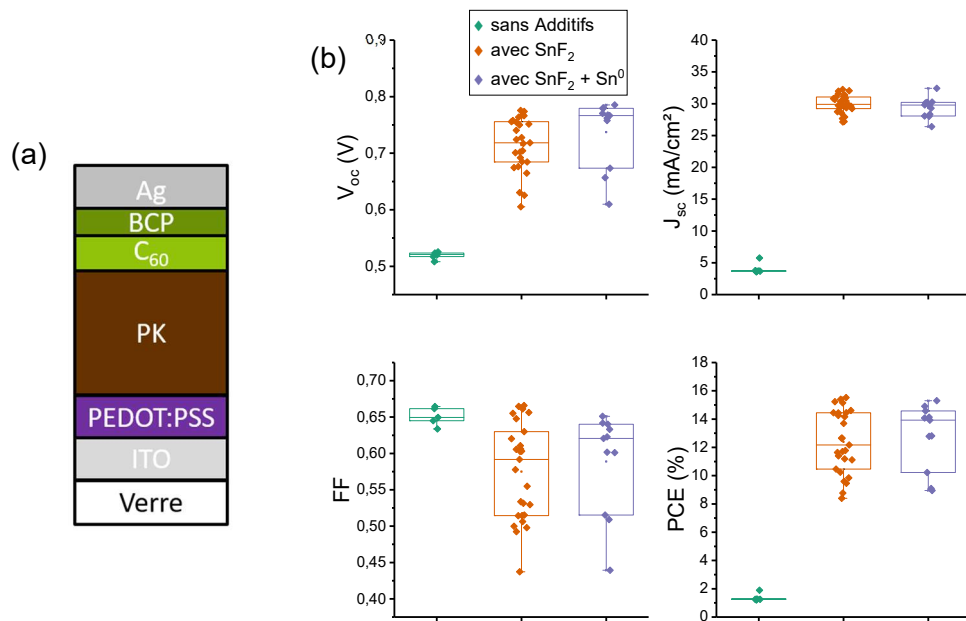 (a)
Ag
BCP
C₆₀
PK
PEDOT:PSS
ITO
Verre
(b)
sans Additifs
avec SnF₂
avec SnF₂ + Sn⁰
0,9
0,8
0,7
0,6
0,5
V_oc (V)
40
35
30
25
20
15
10
5
0
J_sc (mA/cm²)
0,70
0,65
0,60
0,55
0,50
0,45
0,40
FF
18
16
14
12
10
8
6
4
2
0
PCE (%)